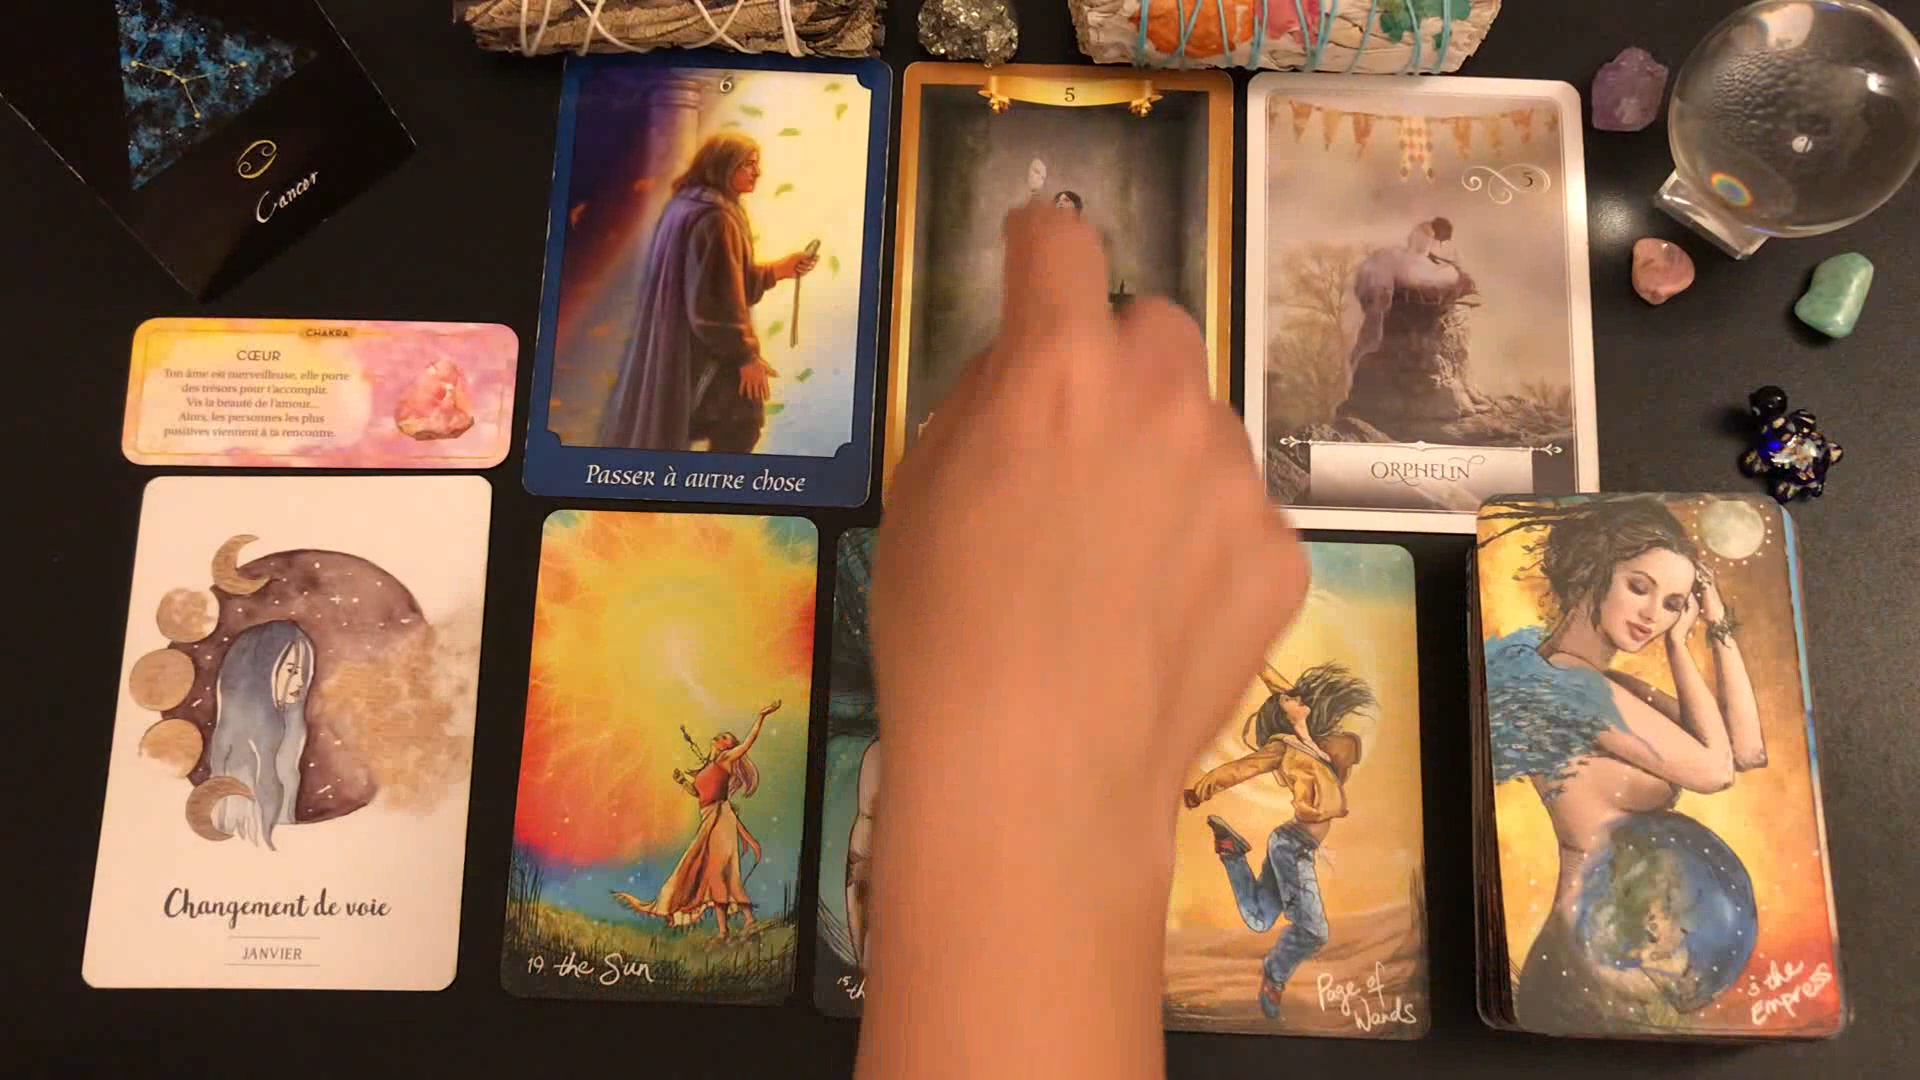 Cancer
6
5
5
CHAKRA
CŒUR
Ton âme est merveilleuse, elle porte
des trésors pour t'accomplir.
Vis la beauté de l'amour...
Alors, les personnes les plus
positives viennent à ta rencontre.
Passer à autre chose
ORPHELIN
Changement de voie
JANVIER
19. the Sun
15 th
Page of
Wands
3 the
Empress